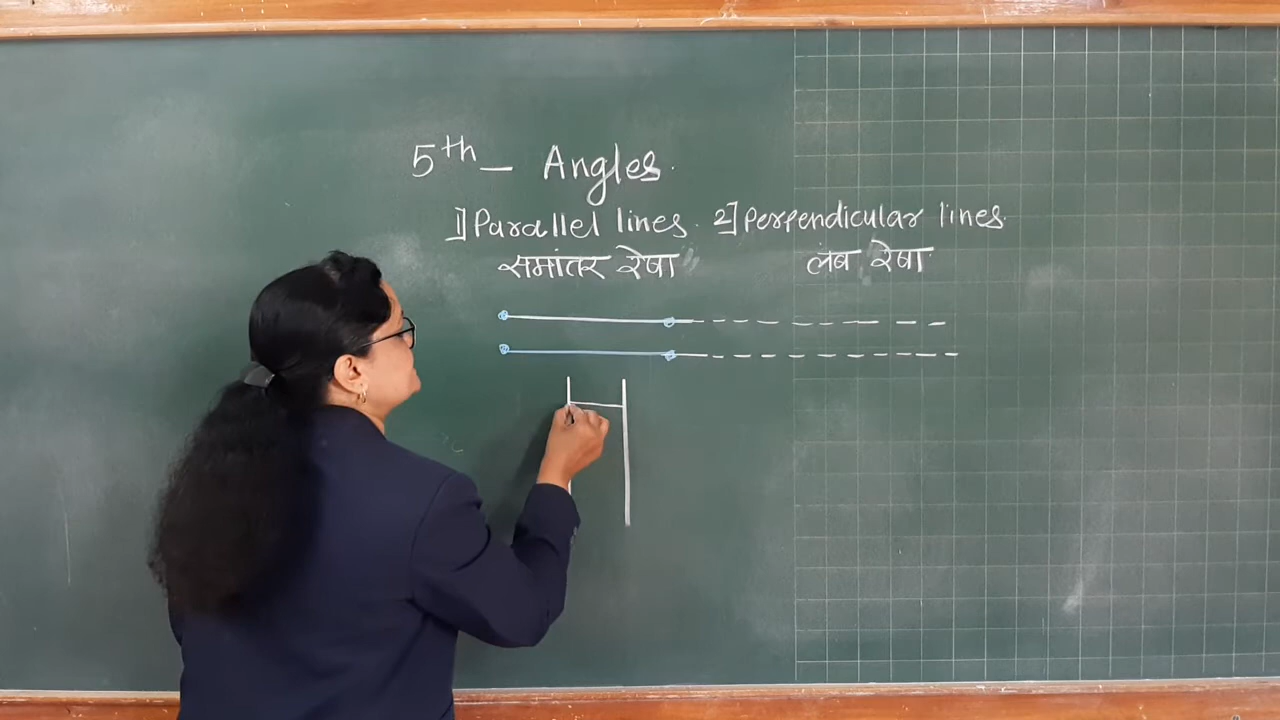 5th - Angles.
1] Parallel lines. 2] Perpendicular lines.
समांतर रेषा लंब रेषा